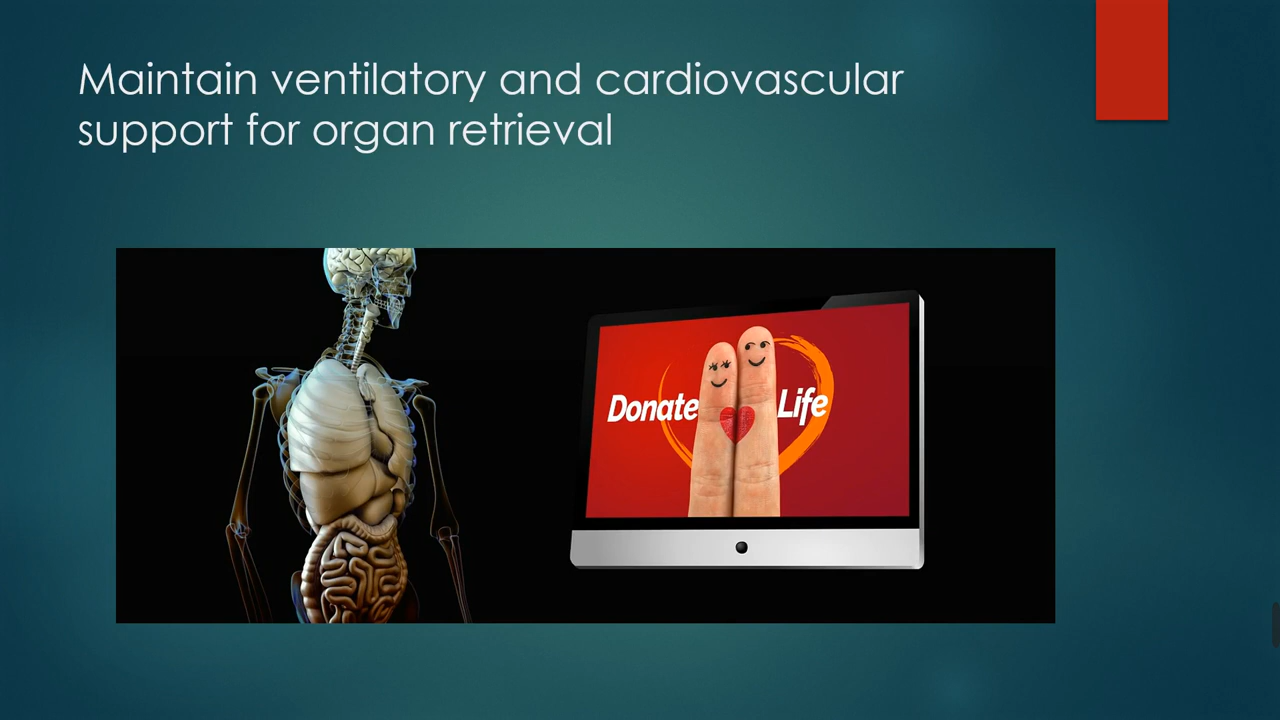 Maintain ventilatory and cardiovascular
support for organ retrieval
Donate Life